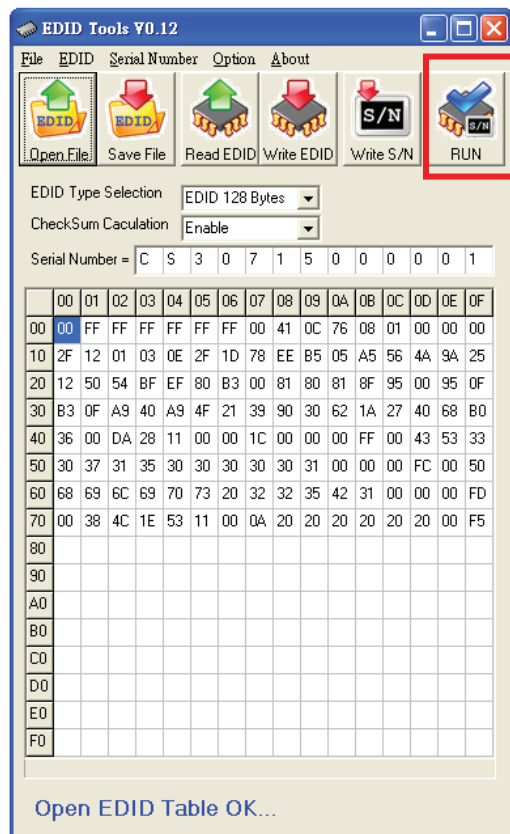 EDID Tools V0.12
File EDID Serial Number Option About
EDID EDID S/N S/N
Open File Save File Read EDID Write EDID Write S/N RUN
EDID Type Selection EDID 128 Bytes
CheckSum Caculation Enable
Serial Number = C S 3 0 7 1 5 0 0 0 0 0 1
00 01 02 03 04 05 06 07 08 09 0A 0B 0C 0D 0E 0F
00 00 FF FF FF FF FF FF 00 41 0C 76 08 01 00 00 00
10 2F 12 01 03 0E 2F 1D 78 EE B5 05 A5 56 4A 9A 25
20 12 50 54 BF EF 80 B3 00 81 80 81 8F 95 00 95 0F
30 B3 0F A9 40 A9 4F 21 39 90 30 62 1A 27 40 68 B0
40 36 00 DA 28 11 00 00 1C 00 00 00 FF 00 43 53 33
50 30 37 31 35 30 30 30 30 30 31 00 00 00 FC 00 50
60 68 69 6C 69 70 73 20 32 32 35 42 31 00 00 00 FD
70 00 38 4C 1E 53 11 00 0A 20 20 20 20 20 20 00 F5
80
90
A0
B0
C0
D0
E0
F0
Open EDID Table OK...